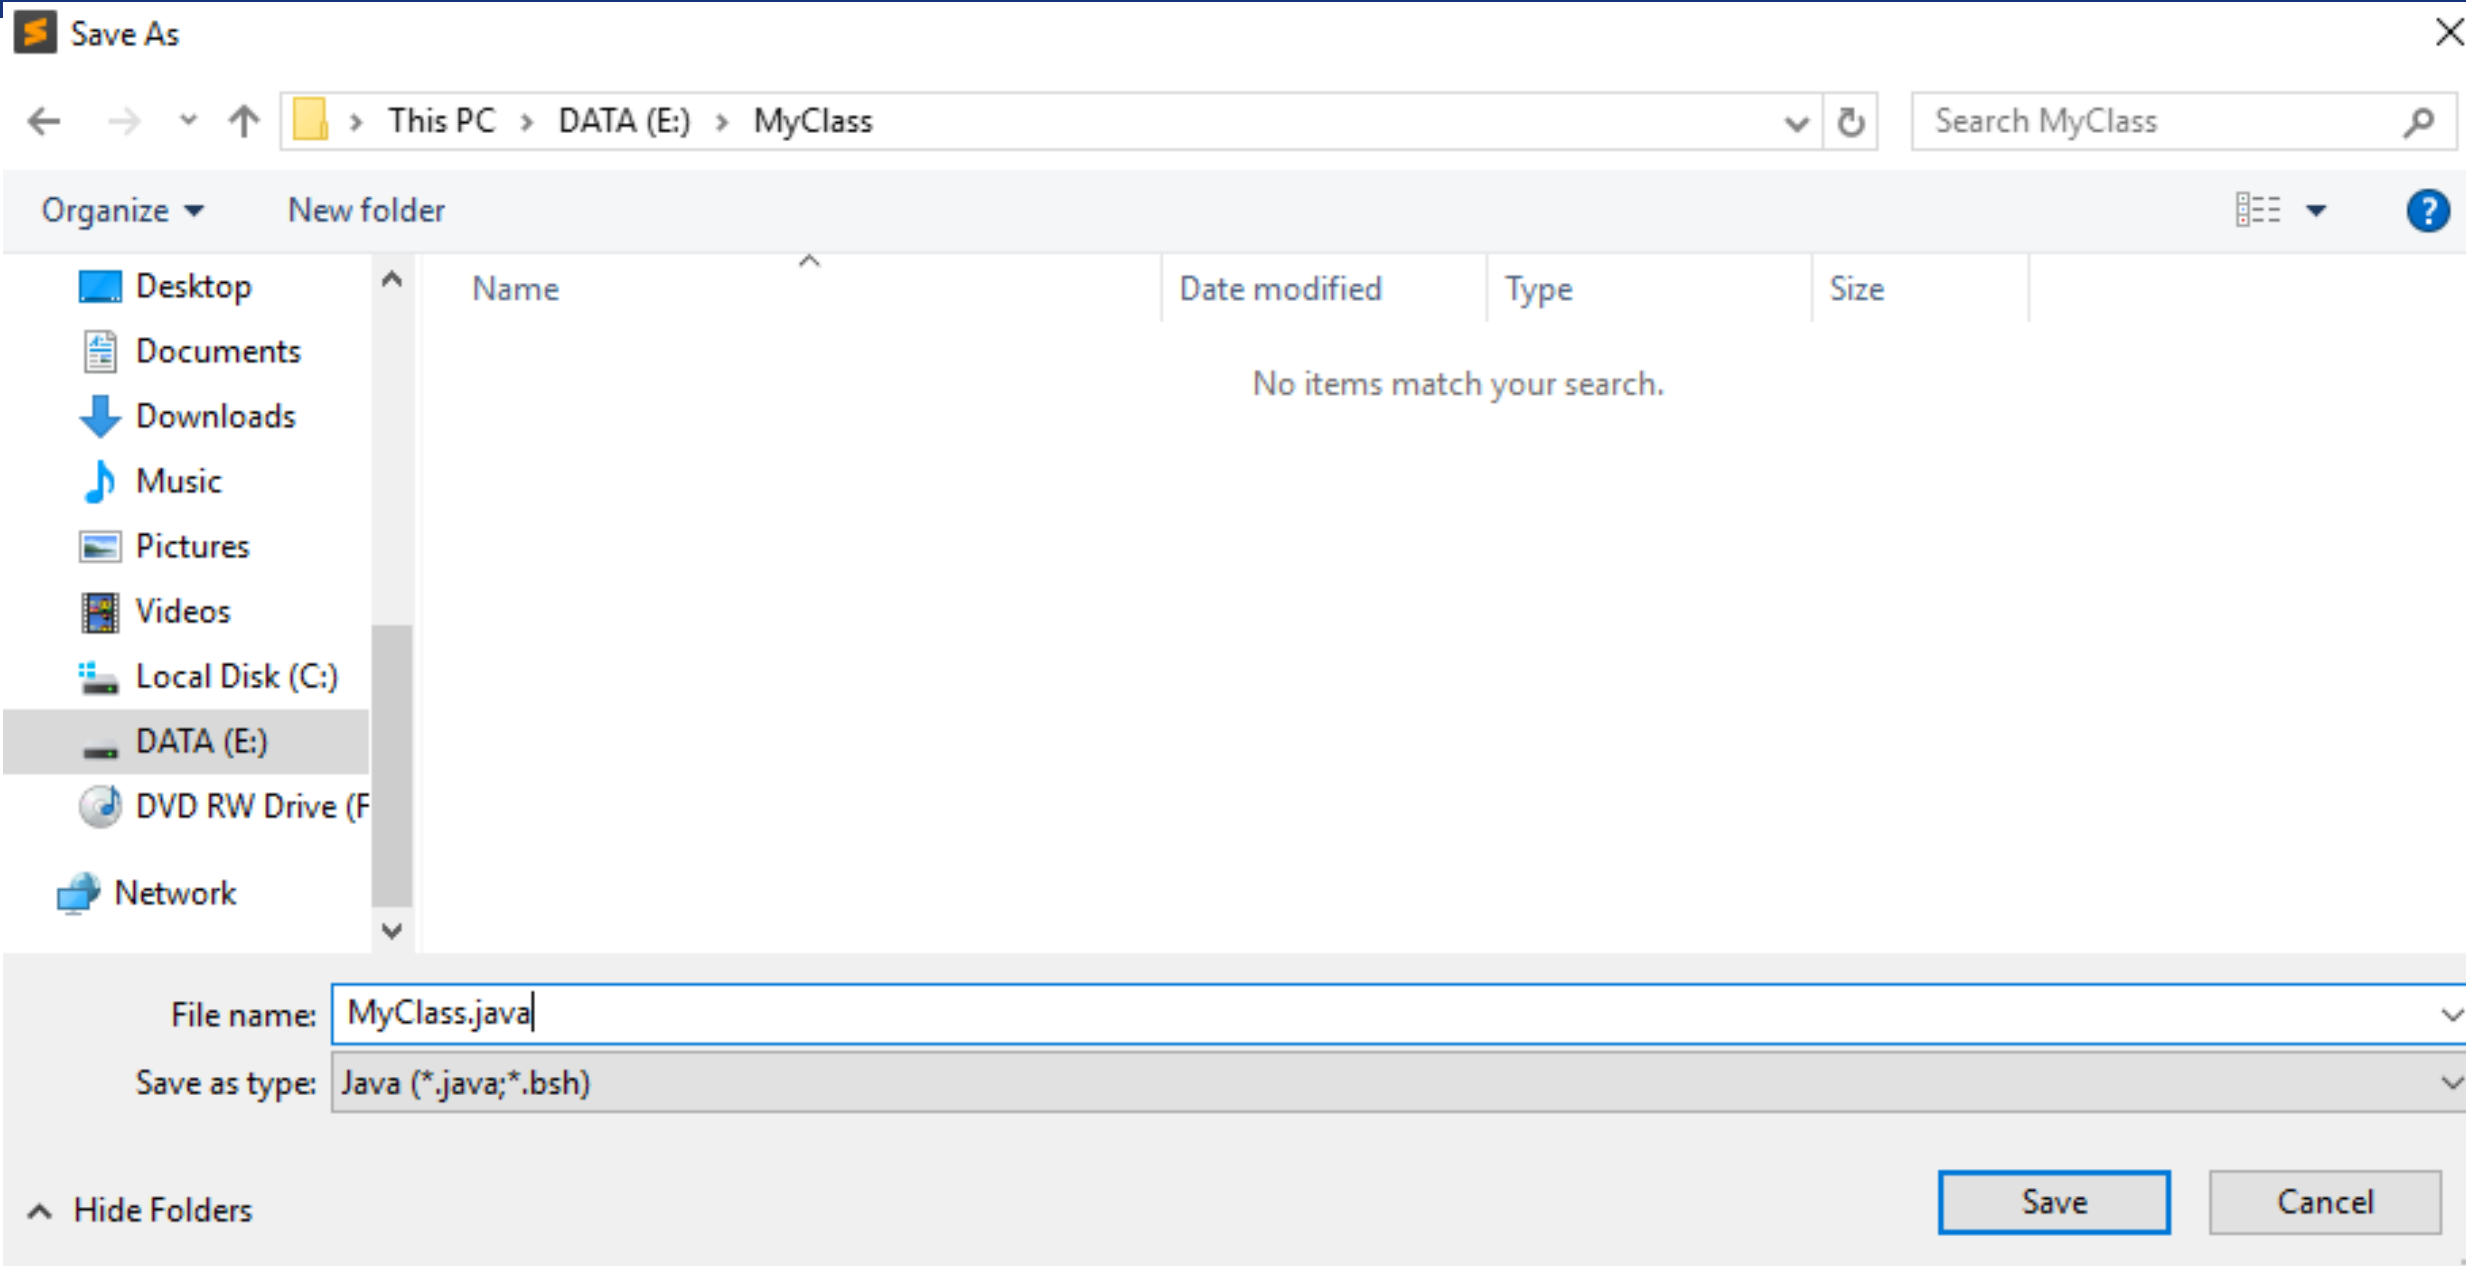 Save As
This PC > DATA (E:) > MyClass
Search MyClass
Organize
New folder
?
Desktop
Documents
Downloads
Music
Pictures
Videos
Local Disk (C:)
DATA (E:)
DVD RW Drive (F
Network
Name
Date modified
Type
Size
No items match your search.
File name: MyClass.java
Save as type: Java (*.java;*.bsh)
Hide Folders
Save
Cancel